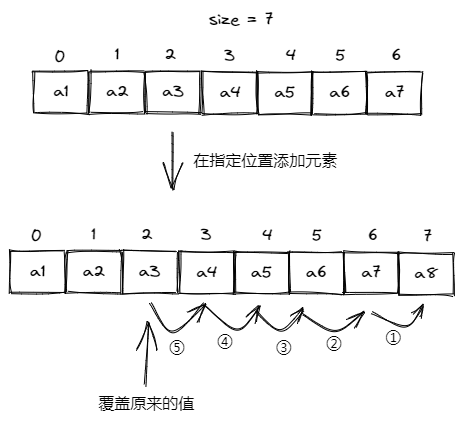 size = 7
0 1 2 3 4 5 6
a1 a2 a3 a4 a5 a6 a7
在指定位置添加元素
0 1 2 3 4 5 6 7
a1 a2 a3 a4 a5 a6 a7 a8
⑤ ④ ③ ② ①
覆盖原来的值